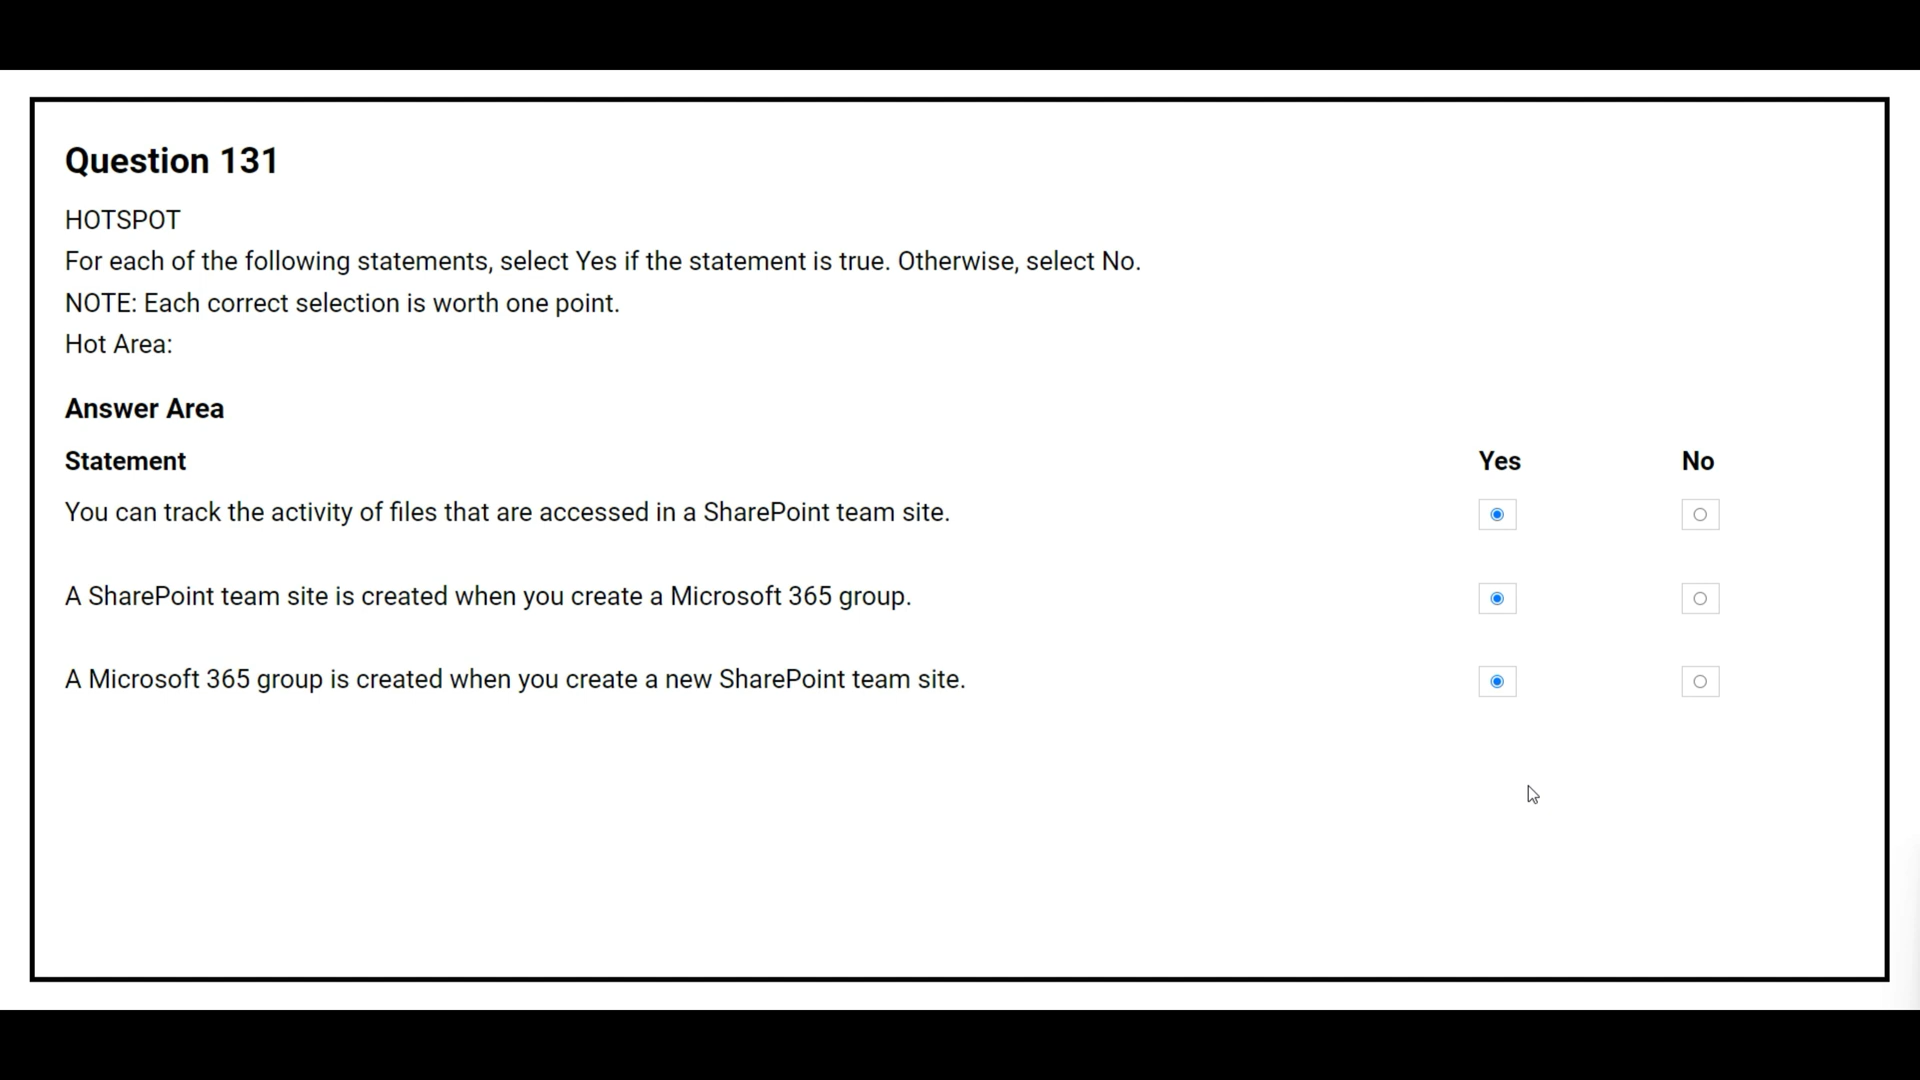 Question 131
HOTSPOT
For each of the following statements, select Yes if the statement is true. Otherwise, select No.
NOTE: Each correct selection is worth one point.
Hot Area:
Answer Area
Statement Yes No
You can track the activity of files that are accessed in a SharePoint team site.
A SharePoint team site is created when you create a Microsoft 365 group.
A Microsoft 365 group is created when you create a new SharePoint team site.